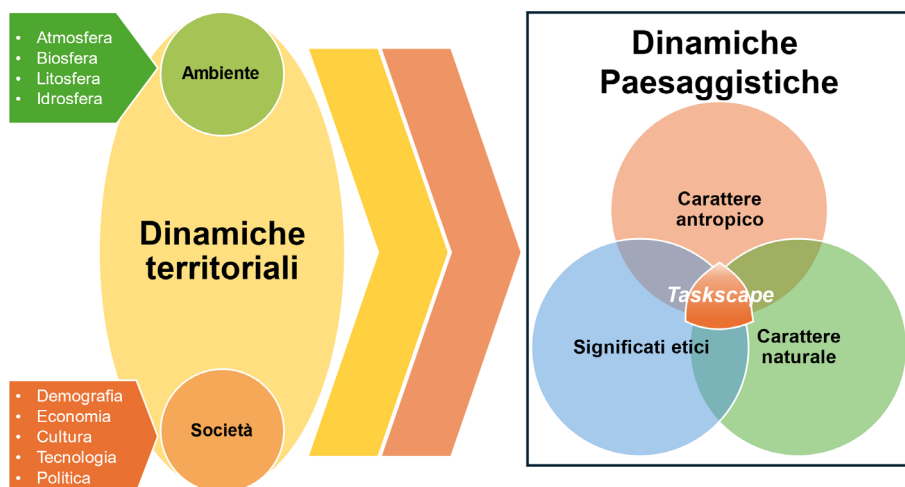 • Atmosfera
• Biosfera
• Litosfera
• Idrosfera
Ambiente
Dinamiche
territoriali
• Demografia
• Economia
• Cultura
• Tecnologia
• Politica
Società
Dinamiche
Paesaggistiche
Carattere
antropico
Taskscape
Significati etici
Carattere
naturale